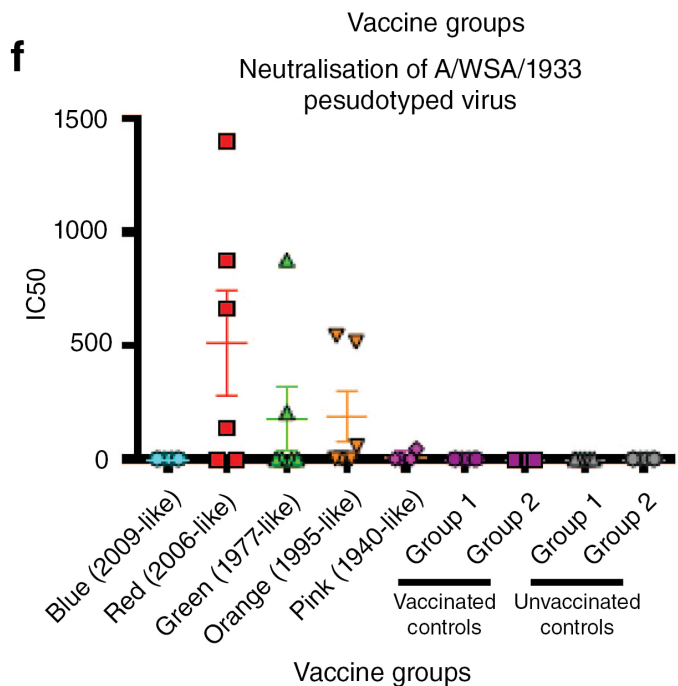 Vaccine groups
f
Neutralisation of A/WSA/1933
pesudotyped virus
1500
1000
500
0
IC50
Blue (2009-like)
Red (2006-like)
Green (1977-like)
Orange (1995-like)
Pink (1940-like)
Group 1
Group 2
Group 1
Group 2
Vaccinated
controls
Unvaccinated
controls
Vaccine groups